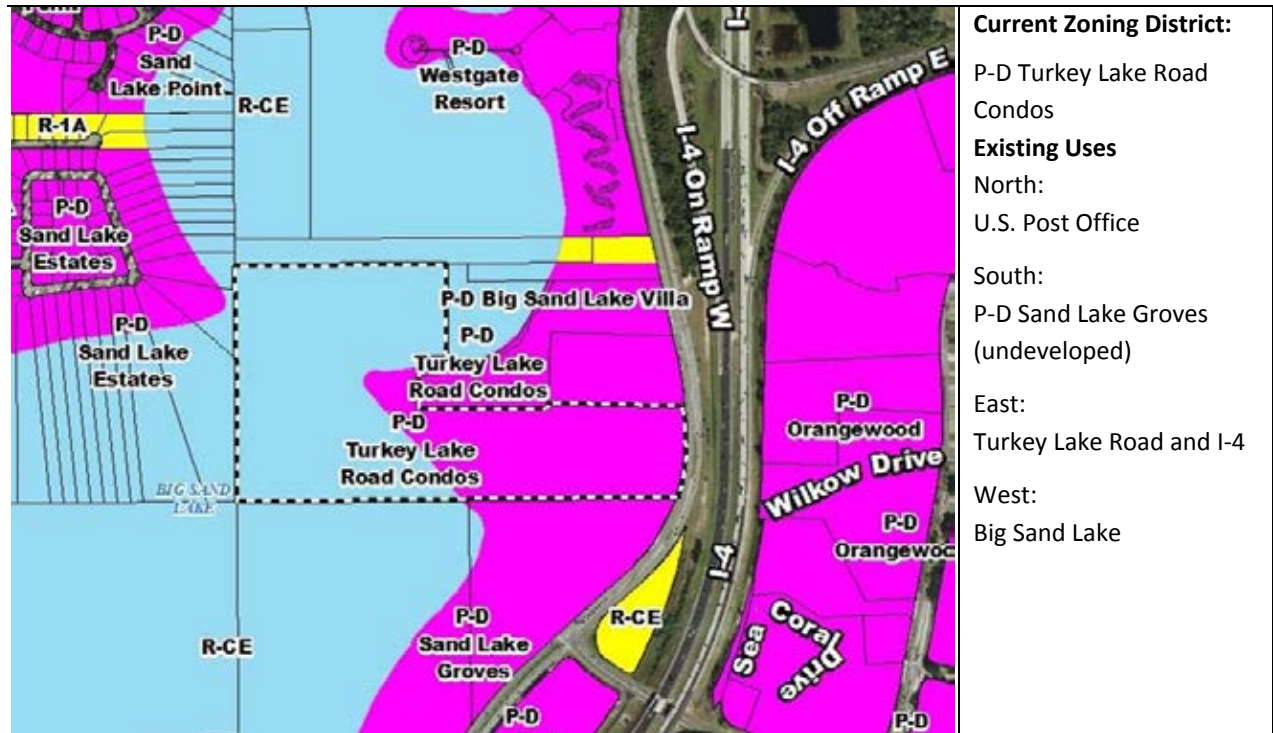 P-D
Sand
Lake Point
R-CE
P-D
Westgate
Resort
I-4 Off Ramp E
R-1A
I-4 On Ramp W
P-D
Sand Lake
Estates
P-D Big Sand Lake Villa
P-D
Sand Lake
Estates
P-D
Turkey Lake
Road Condos
P-D
Orangewood
P-D
Turkey Lake
Road Condos
Wilkow Drive
BIG SAND
LAKE
P-D
Orangewoo
I-4
R-CE
R-CE
P-D
Sand Lake
Groves
Sea
Coral
Drive
P-D
P-D
Current Zoning District:
P-D Turkey Lake Road
Condos
Existing Uses
North:
U.S. Post Office
South:
P-D Sand Lake Groves
(undeveloped)
East:
Turkey Lake Road and I-4
West:
Big Sand Lake